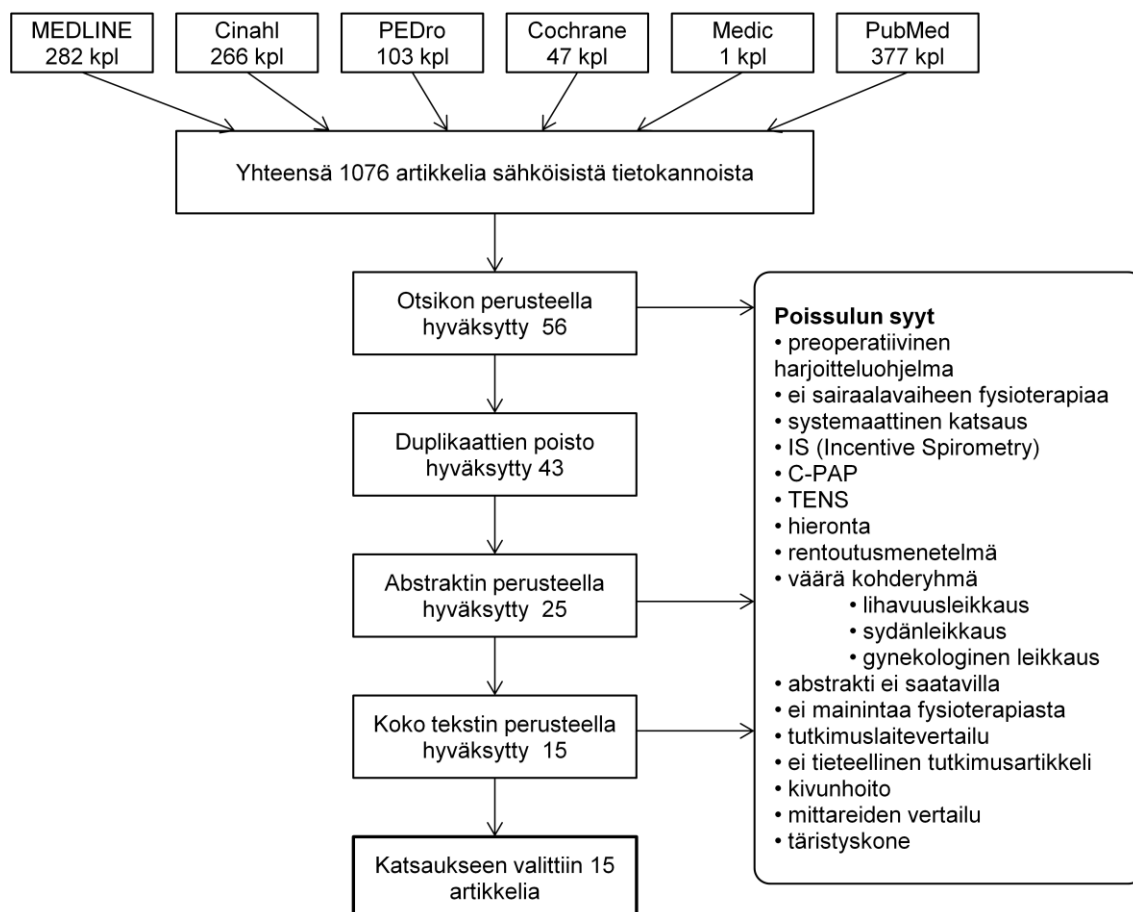 MEDLINE
282 kpl
Cinahl
266 kpl
PEDro
103 kpl
Cochrane
47 kpl
Medic
1 kpl
PubMed
377 kpl
Yhteensä 1076 artikkelia sähköisistä tietokannoista
Otsikon perusteella
hyväksytty 56
Duplikaattien poisto
hyväksytty 43
Abstraktin perusteella
hyväksytty 25
Koko tekstin perusteella
hyväksytty 15
Katsaukseen valittiin 15
artikkelia
Poissulun syyt
• preoperatiivinen
harjoitteluohjelma
• ei sairaalavaiheen fysioterapiaa
• systemaattinen katsaus
• IS (Incentive Spirometry)
• C-PAP
• TENS
• hieronta
• rentoutusmenetelmä
• väärä kohderyhmä
• lihavuusleikkaus
• sydänleikkaus
• gynekologinen leikkaus
• abstrakti ei saatavilla
• ei mainintaa fysioterapiasta
• tutkimuslaitevertailu
• ei tieteellinen tutkimusartikkeli
• kivunhoito
• mittareiden vertailu
• täristyskone